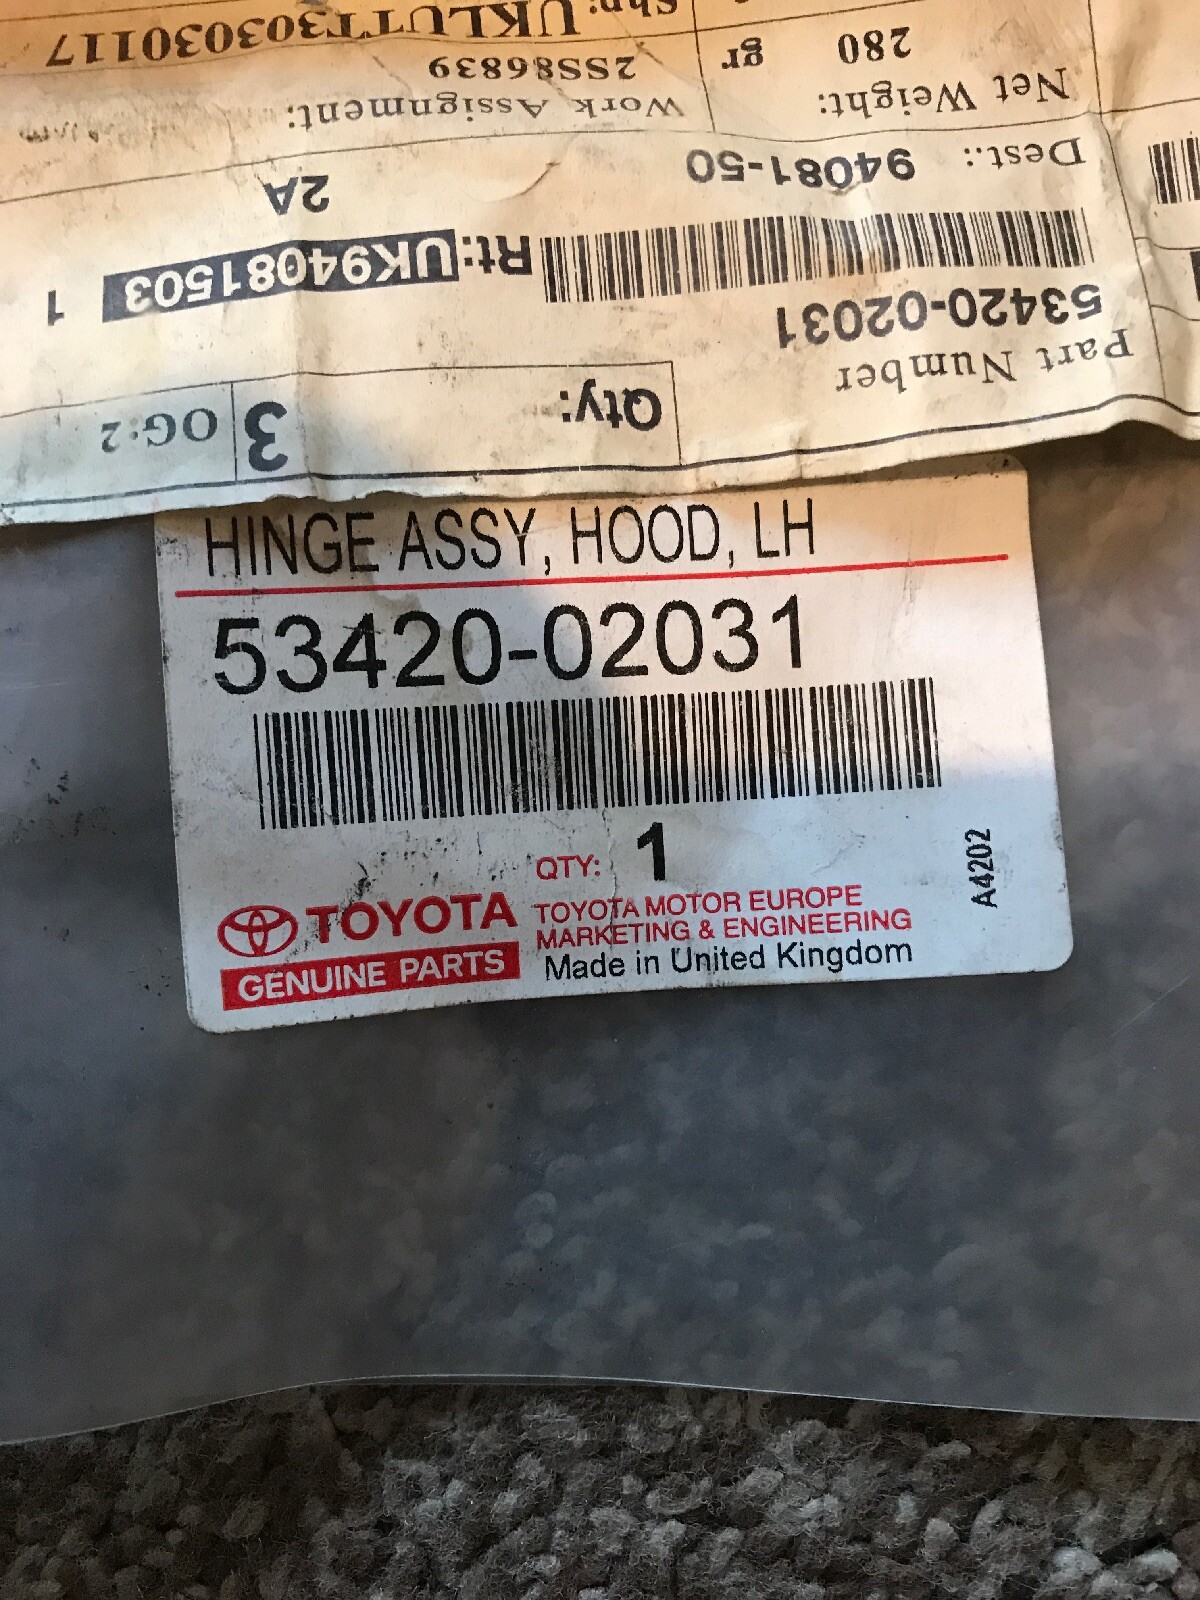 HINGE ASSY, HOOD, LH
53420-02031
QTY: 1
A4202
TOYOTA
GENUINE PARTS
TOYOTA MOTOR EUROPE
MARKETING & ENGINEERING
Made in United Kingdom
Qty: 3 OG:2
Part Number
53420-02031
Rt: UK94081503 1
2A
Dest.: 94081-50
Net Weight:
280 gr
Work Assignment:
2SS86839
Shp: UKLUTT3030117